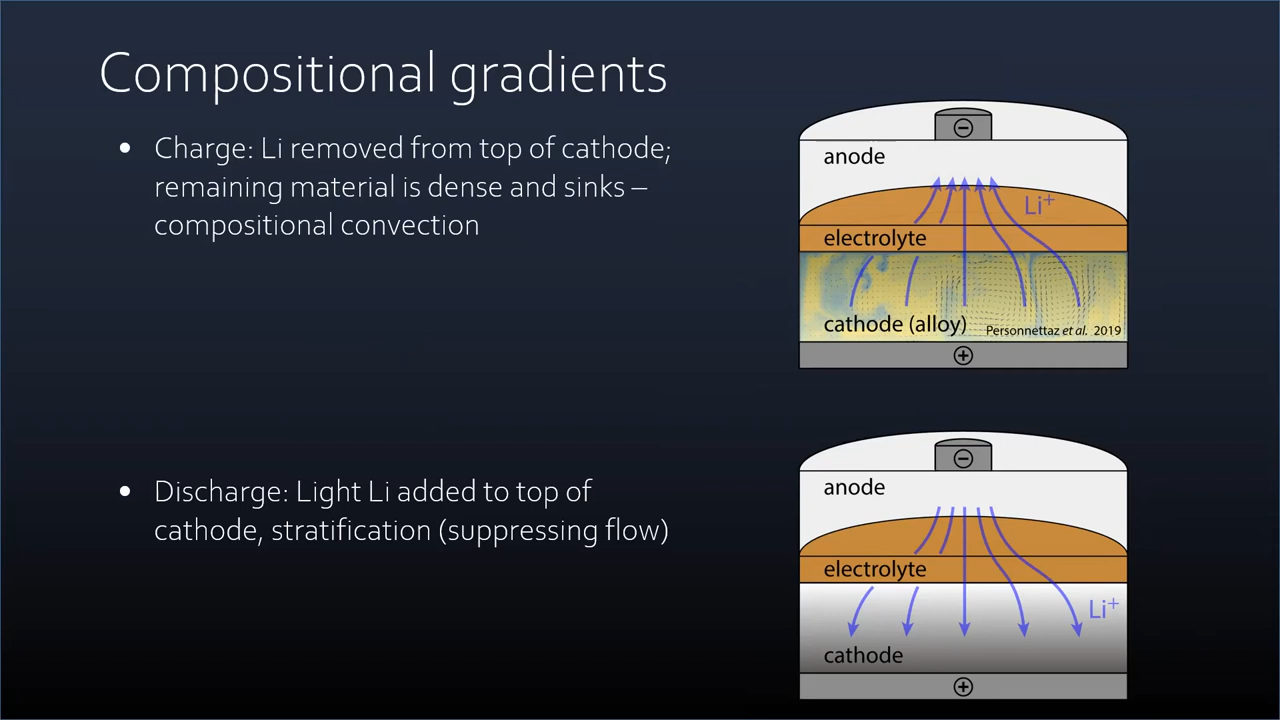 Compositional gradients
• Charge: Li removed from top of cathode;
remaining material is dense and sinks –
compositional convection
−
anode
Li⁺
electrolyte
cathode (alloy)
Personnettaz et al. 2019
+
• Discharge: Light Li added to top of
cathode, stratification (suppressing flow)
−
anode
electrolyte
Li⁺
cathode
+